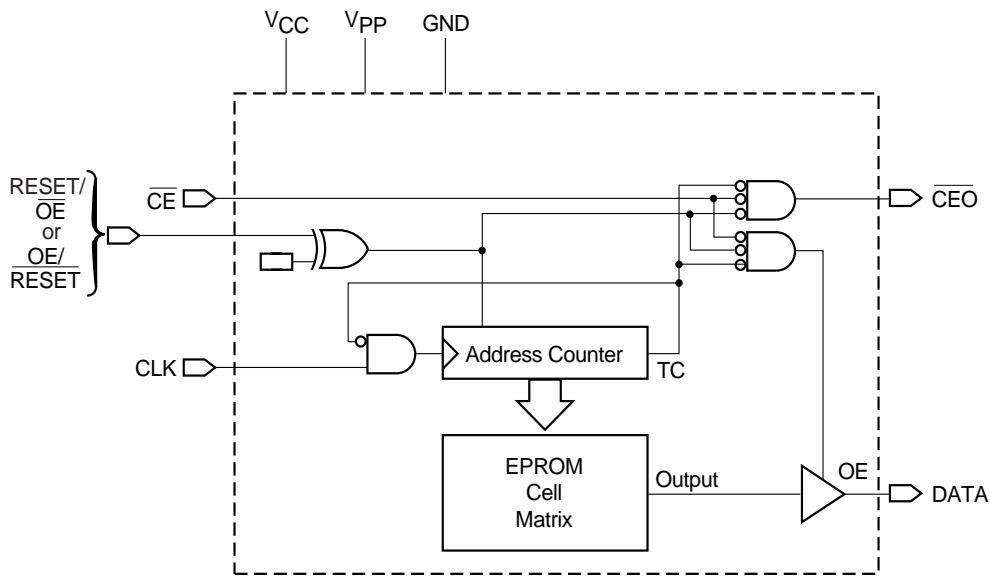 VCC
VPP
GND
RESET/
OE
or
OE/
RESET
CE
CEO
CLK
Address Counter
TC
EPROM
Cell
Matrix
Output
OE
DATA